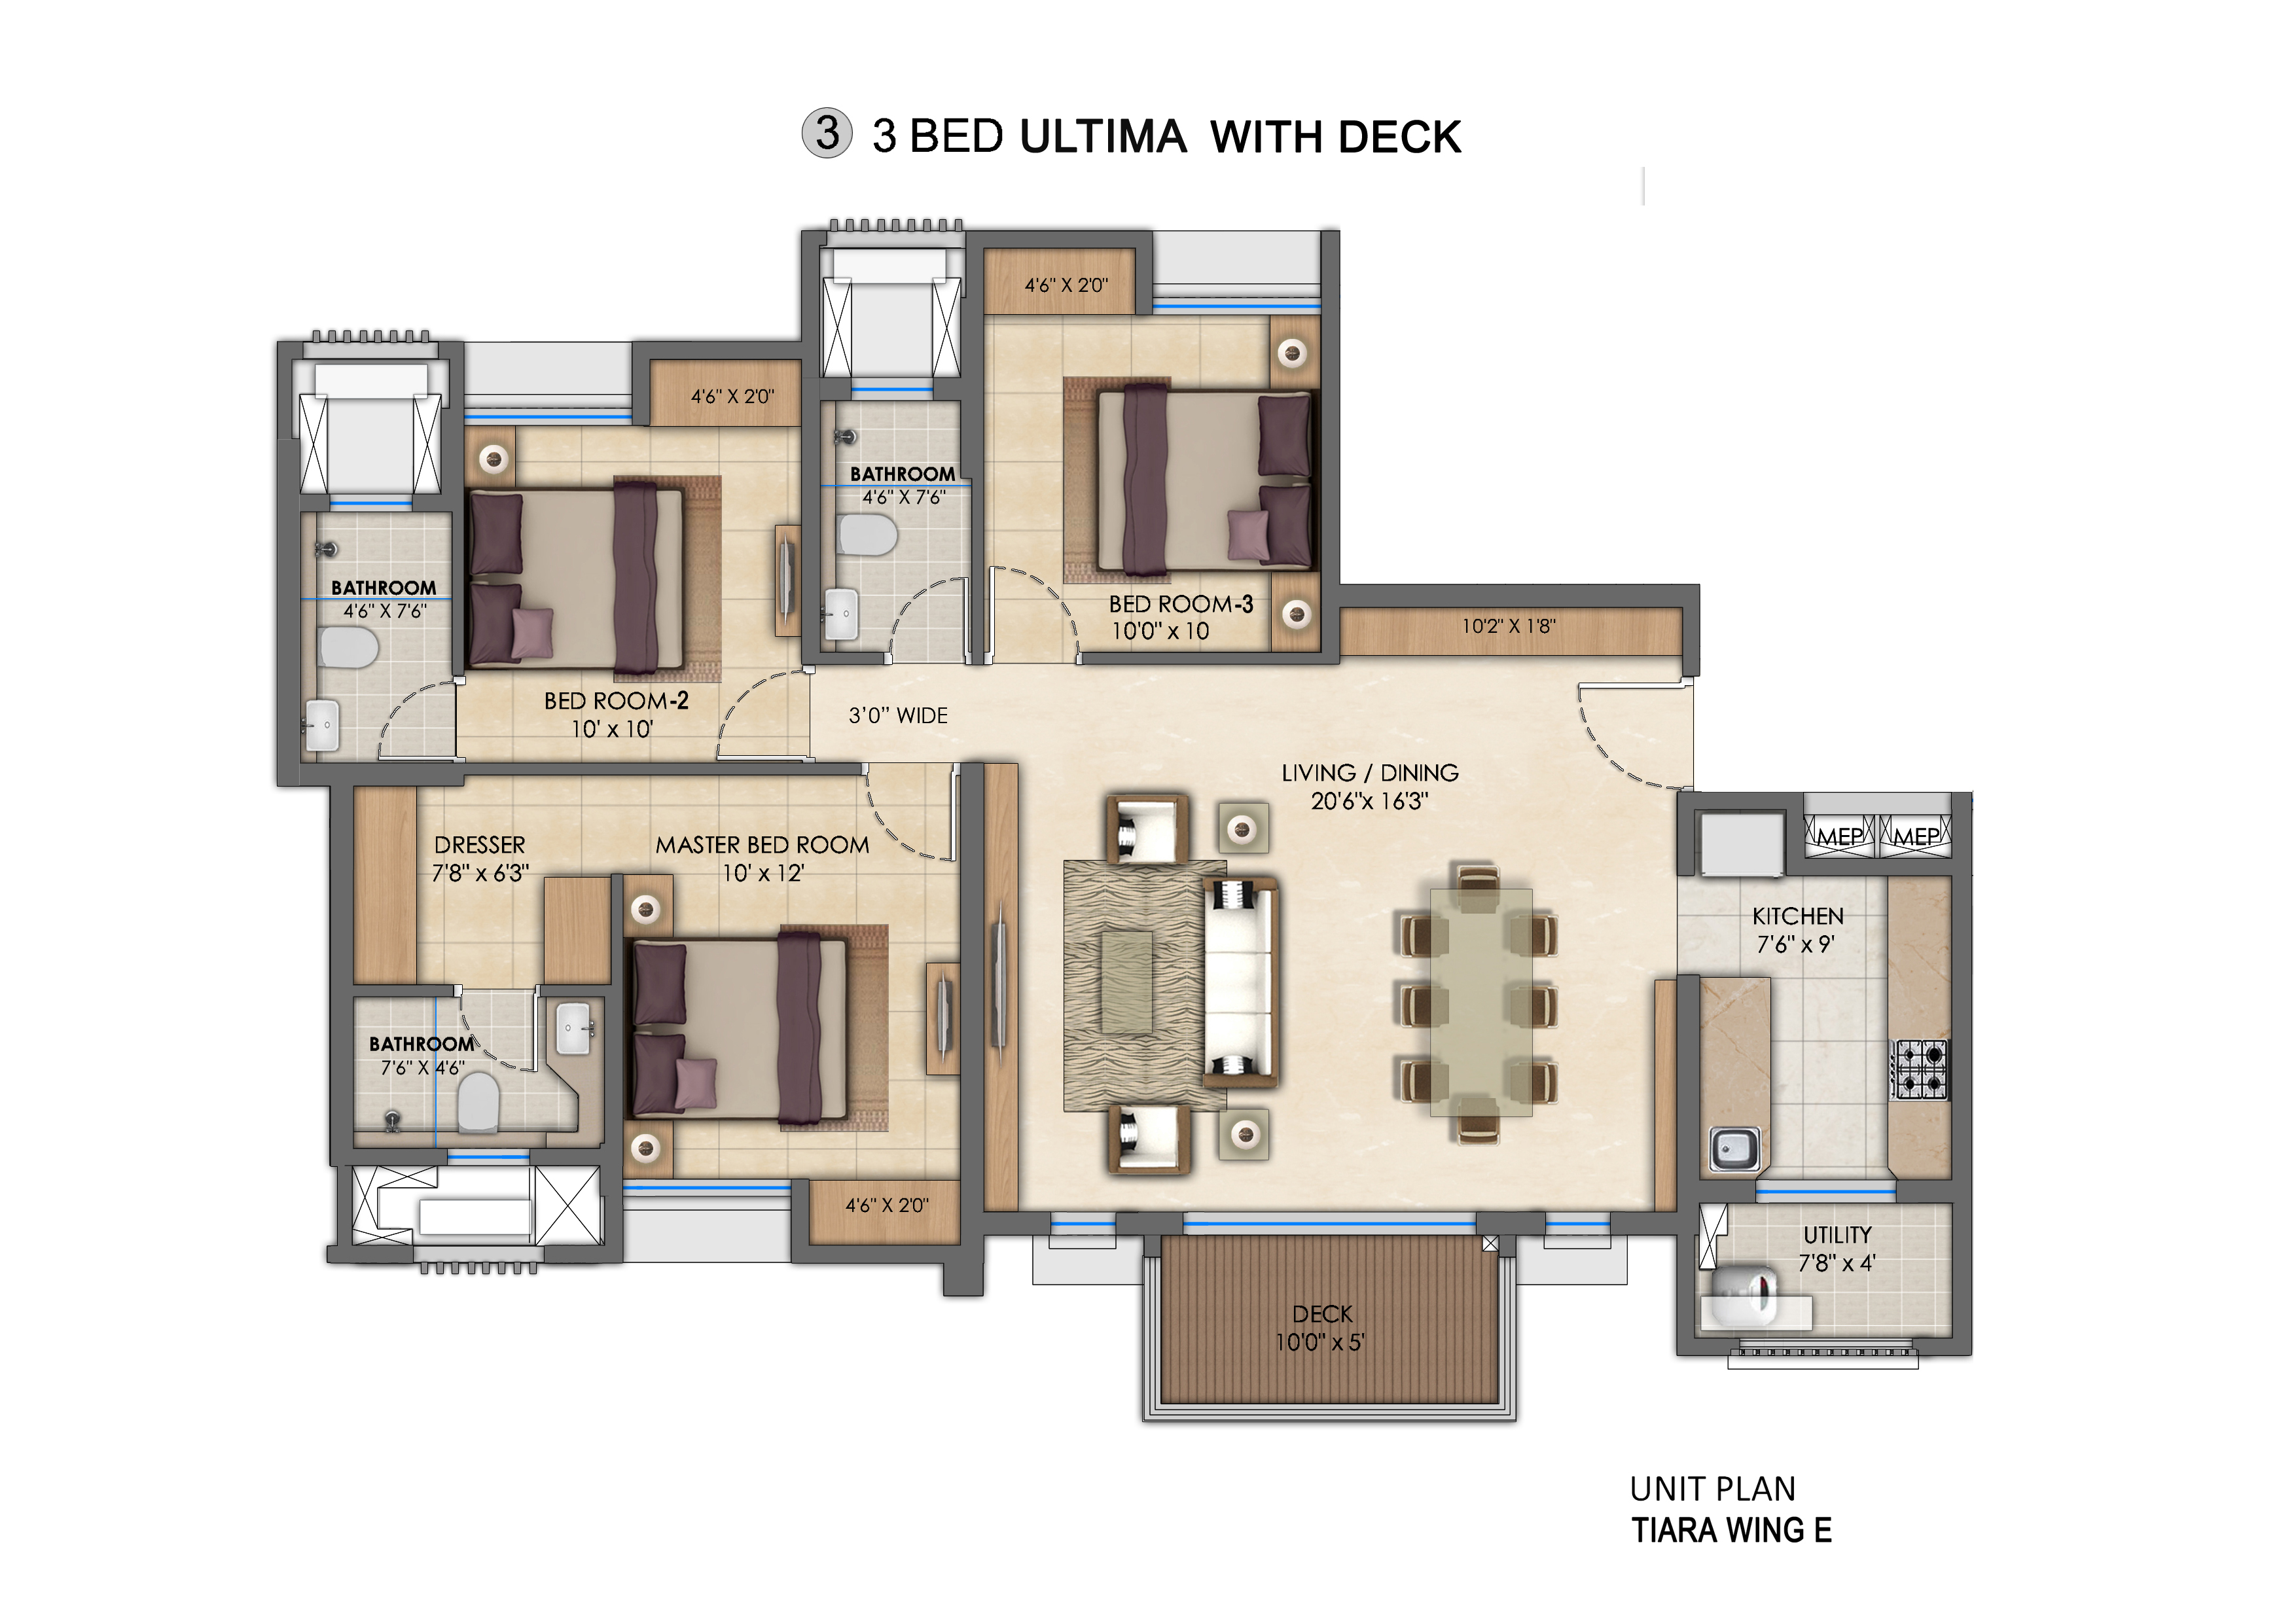 3 3 BED ULTIMA WITH DECK
4'6" X 2'0"
4'6" X 2'0"
BATHROOM
4'6" X 7'6"
BATHROOM
4'6" X 7'6"
BED ROOM-3
10'0" x 10
10'2" X 1'8"
BED ROOM-2
10' x 10'
3'0" WIDE
LIVING / DINING
20'6"x 16'3"
DRESSER
7'8" x 6'3"
MASTER BED ROOM
10' x 12'
MEP MEP
KITCHEN
7'6" x 9'
BATHROOM
7'6" X 4'6"
4'6" X 2'0"
UTILITY
7'8" x 4'
DECK
10'0" x 5'
UNIT PLAN
TIARA WING E